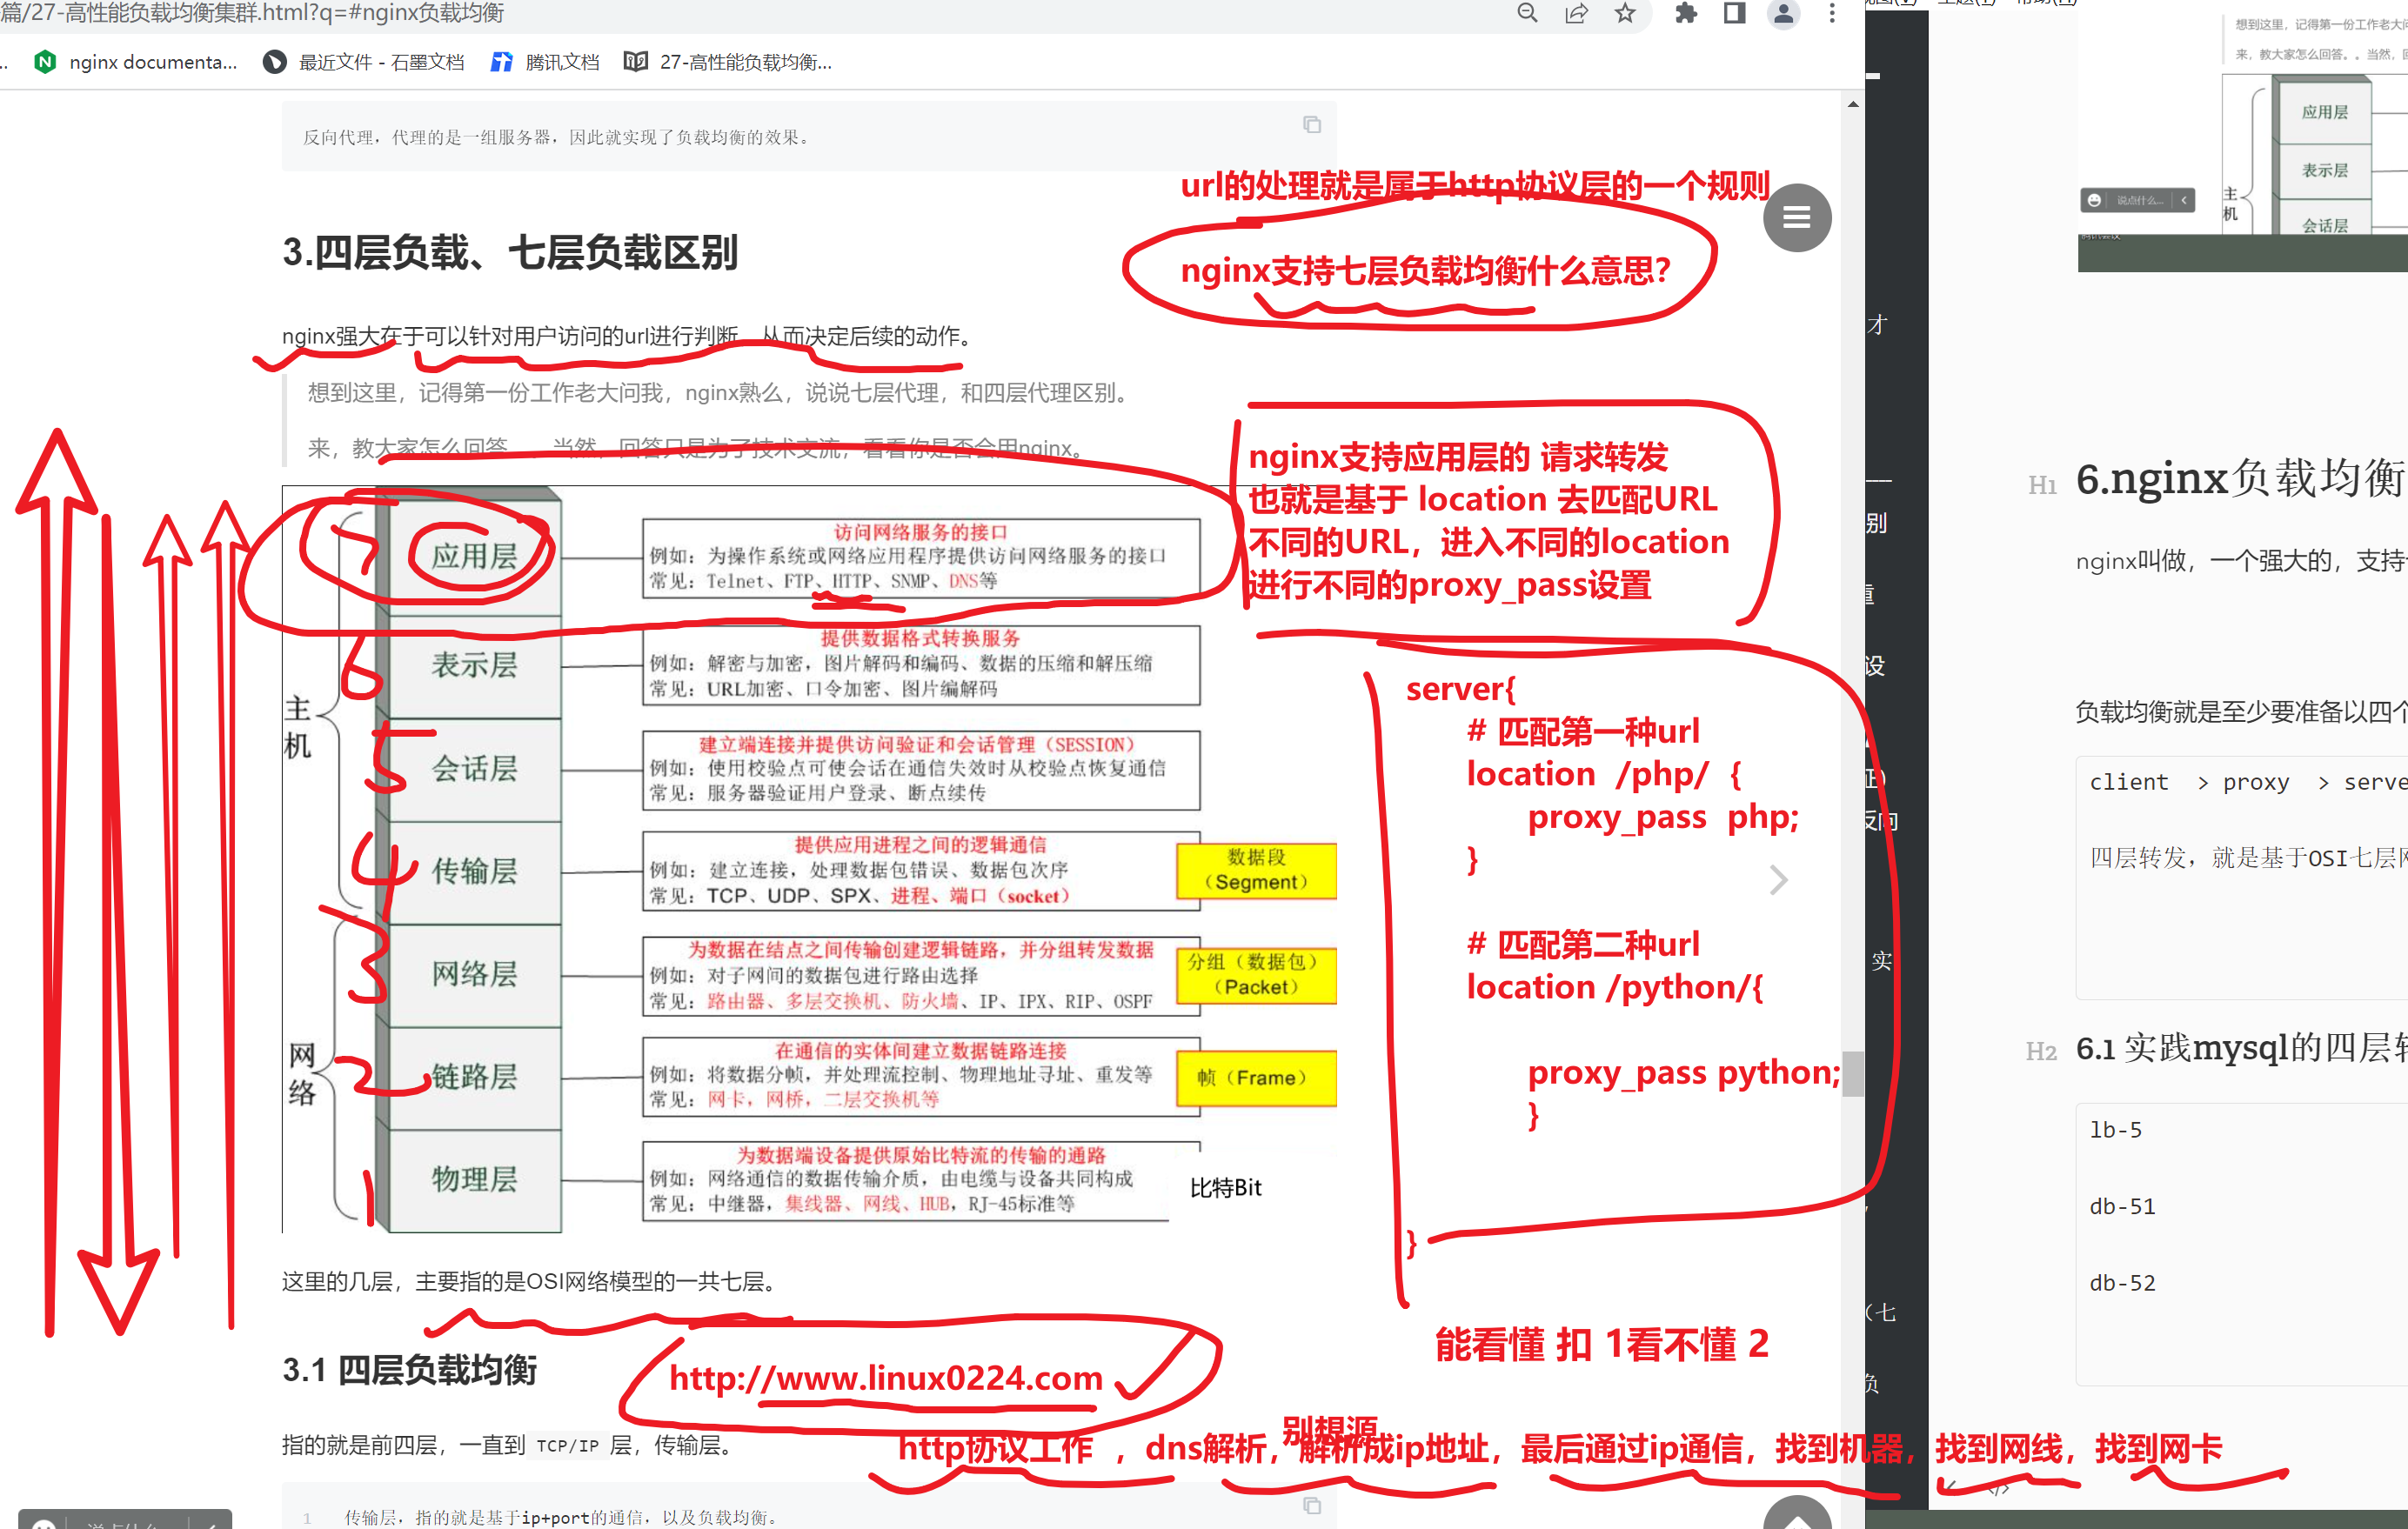 篇/27-高性能负载均衡集群.html?q=#nginx负载均衡
nginx documenta...
最近文件 - 石墨文档
腾讯文档
27-高性能负载均衡...
反向代理，代理的是一组服务器，因此就实现了负载均衡的效果。
url的处理就是属于http协议层的一个规则
3.四层负载、七层负载区别
nginx支持七层负载均衡什么意思？
nginx强大在于可以针对用户访问的url进行判断，从而决定后续的动作。
想到这里，记得第一份工作老大问我，nginx熟么，说说七层代理，和四层代理区别。
来，教大家怎么回答。。当然，回答只是为了技术交流，看看你是否会用nginx。
nginx支持应用层的 请求转发
也就是基于 location 去匹配URL
不同的URL，进入不同的location
进行不同的proxy_pass设置
主机
网络
7
应用层
访问网络服务的接口
例如：为操作系统或网络应用程序提供访问网络服务的接口
常见：Telnet、FTP、HTTP、SNMP、DNS等
6
表示层
提供数据格式转换服务
例如：解密与加密，图片解码和编码、数据的压缩和解压缩
常见：URL加密、口令加密、图片编解码
5
会话层
建立端连接并提供访问验证和会话管理（SESSION）
例如：使用校验点可使会话在通信失效时从校验点恢复通信
常见：服务器验证用户登录、断点续传
4
传输层
提供应用进程之间的逻辑通信
例如：建立连接，处理数据包错误、数据包次序
常见：TCP、UDP、SPX、进程、端口（socket）
数据段
（Segment）
3
网络层
为数据在结点之间传输创建逻辑链路，并分组转发数据
例如：对子网间的数据包进行路由选择
常见：路由器、多层交换机、防火墙、IP、IPX、RIP、OSPF
分组（数据包）
（Packet）
2
链路层
在通信的实体间建立数据链路连接
例如：将数据分帧，并处理流控制、物理地址寻址、重发等
常见：网卡，网桥，二层交换机等
帧（Frame）
1
物理层
为数据端设备提供原始比特流的传输的通路
例如：网络通信的数据传输介质，由电缆与设备共同构成
常见：中继器，集线器、网线、HUB，RJ-45标准等
比特Bit
server{
# 匹配第一种url
location /php/ {
proxy_pass php;
}
# 匹配第二种url
location /python/{
proxy_pass python;
}
}
这里的几层，主要指的是OSI网络模型的一共七层。
能看懂 扣 1看不懂 2
3.1 四层负载均衡
http://www.linux0224.com
别想源
指的就是前四层，一直到 TCP/IP 层，传输层。
http协议工作 ，dns解析，解析成ip地址，最后通过ip通信，找到机器，找到网线，找到网卡
1 传输层，指的就是基于ip+port的通信，以及负载均衡。
想到这里，记得第一份工作老大
来，教大家怎么回答。。当然，
应用层
表示层
会话层
主机
说点什么...
才
别
设
实
（七
H1 6.nginx负载均衡
nginx叫做，一个强大的，支持
负载均衡就是至少要准备以四个
client > proxy > serve
四层转发，就是基于OSI七层
H2 6.1 实践mysql的四层
lb-5
db-51
db-52